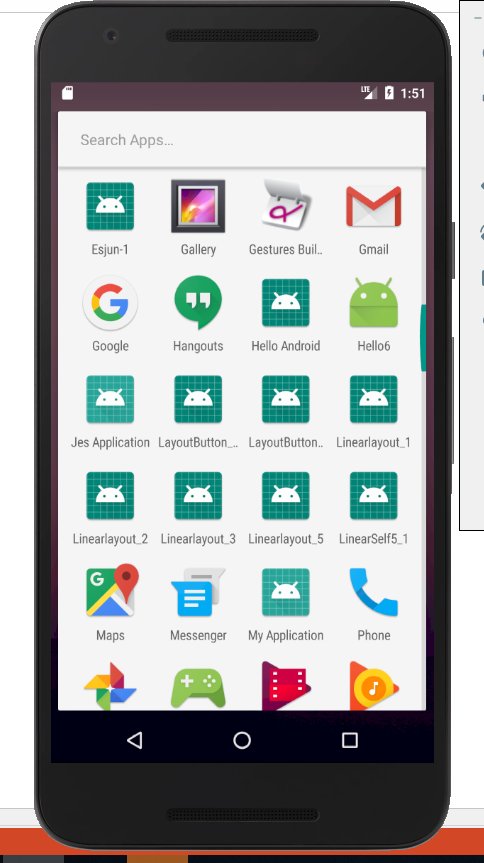 LTE 1:51
Search Apps...
Esjun-1 Gallery Gestures Buil.. Gmail
Google Hangouts Hello Android Hello6
Jes Application LayoutButton_.. LayoutButton.. Linearlayout_1
Linearlayout_2 Linearlayout_3 Linearlayout_5 LinearSelf5_1
Maps Messenger My Application Phone